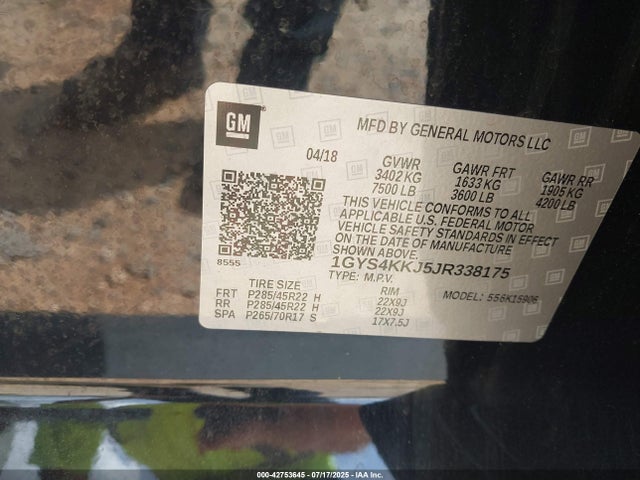 GM
MFD BY GENERAL MOTORS LLC
04/18
GVWR GAWR FRT GAWR RR
3402 KG 1633 KG 1905 KG
7500 LB 3600 LB 4200 LB
THIS VEHICLE CONFORMS TO ALL
APPLICABLE U.S. FEDERAL MOTOR
VEHICLE SAFETY STANDARDS IN EFFECT
ON THE DATE OF MANUFACTURE
SHOWN ABOVE.
1GYS4KKJ5JR338175
8555
TYPE: M.P.V.
MODEL: 556K15906
TIRE SIZE RIM
FRT P285/45R22 H 22X9J
RR P285/45R22 H 22X9J
SPA P265/70R17 S 17X7.5J
000-42753645 - 07/17/2025 - IAA Inc.